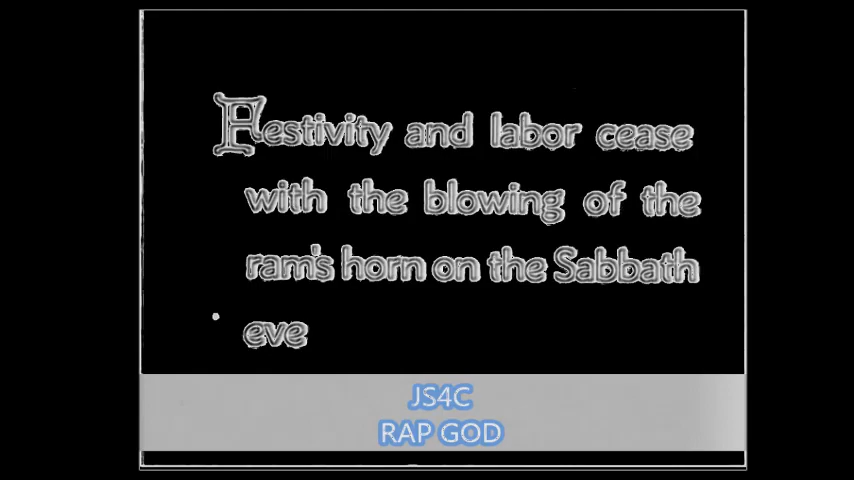 Festivity and labor cease
with the blowing of the
ram's horn on the Sabbath
eve
JS4C
RAP GOD